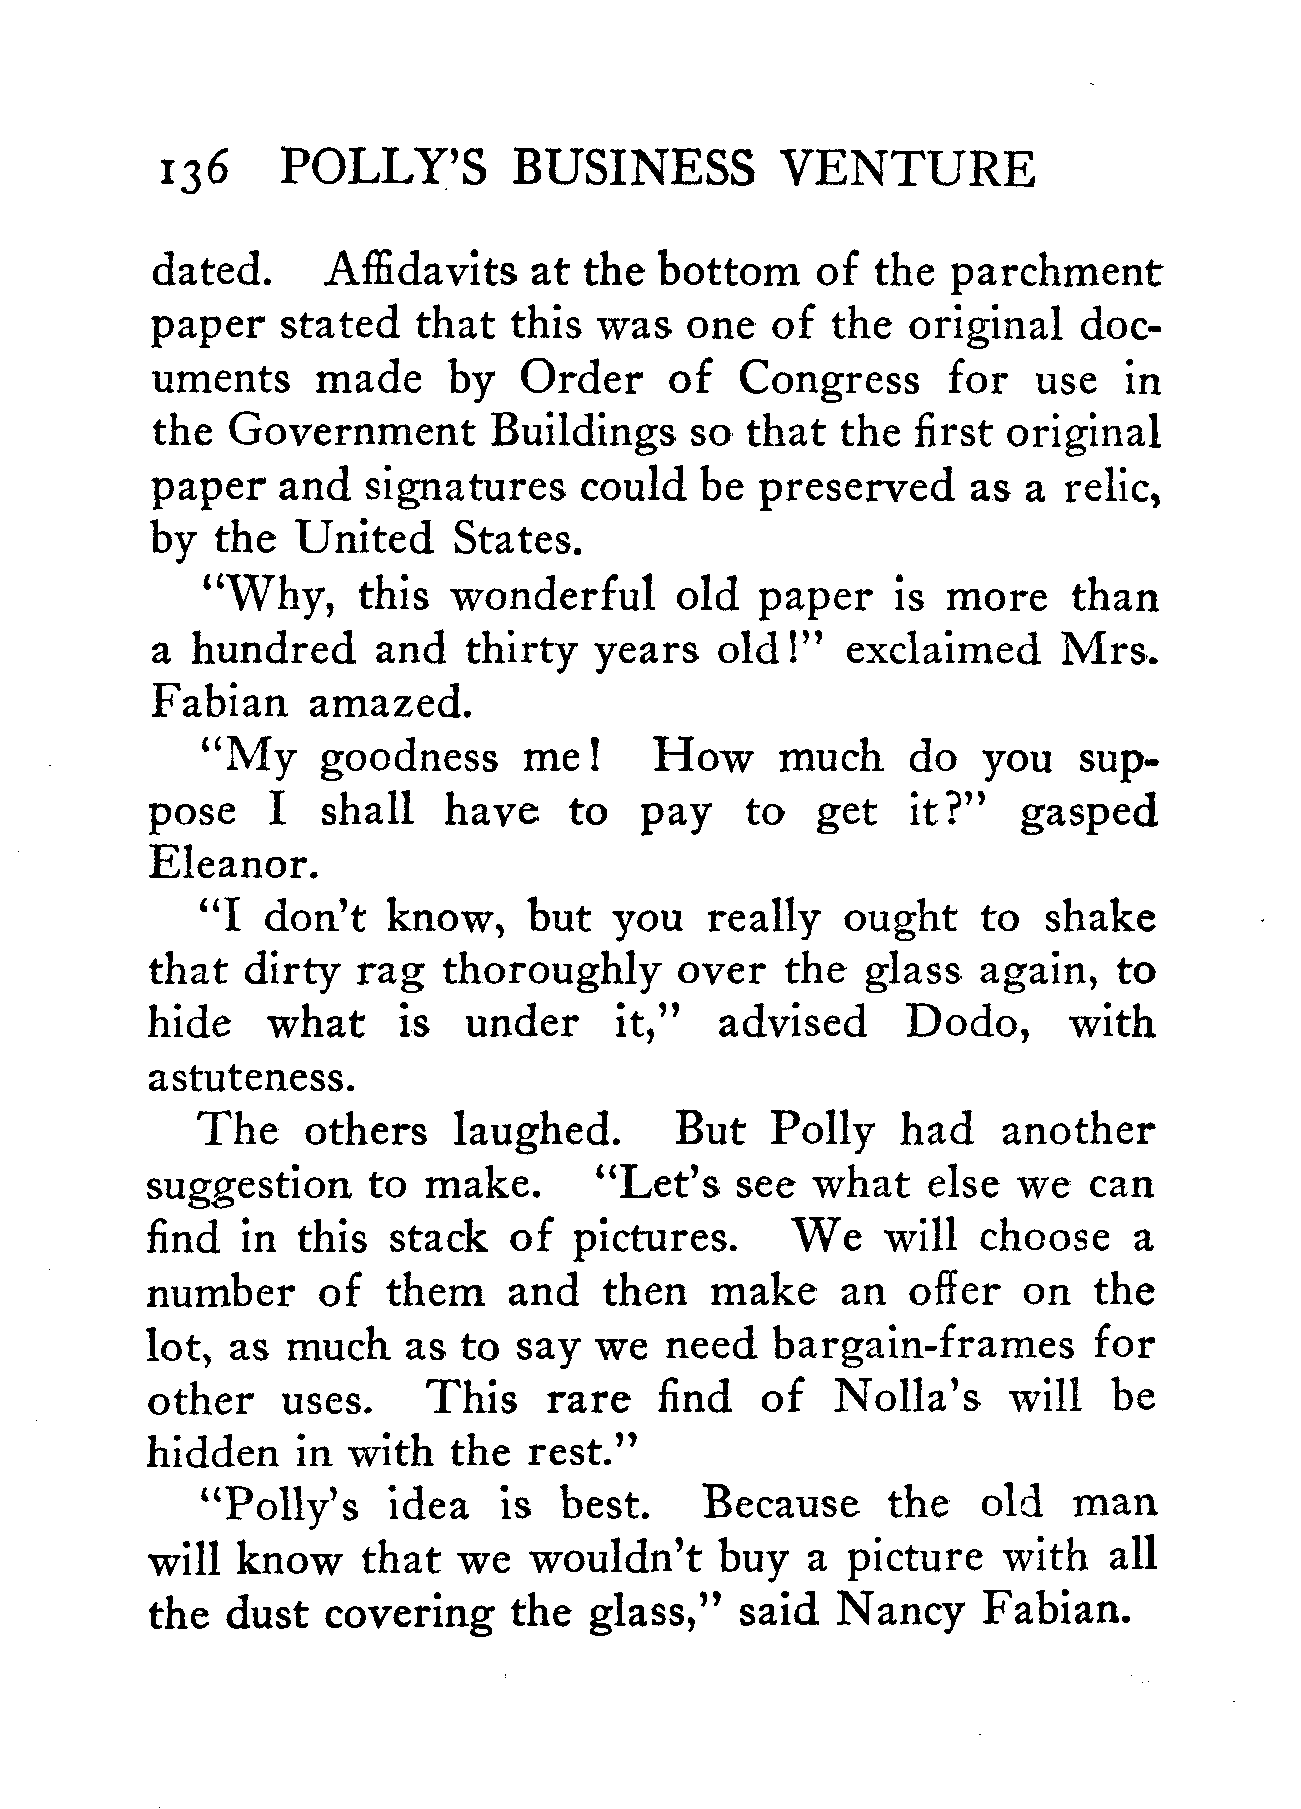 136 POLLY'S BUSINESS VENTURE
dated. Affidavits at the bottom of the parchment
paper stated that this was one of the original doc-
uments made by Order of Congress for use in
the Government Buildings so that the first original
paper and signatures could be preserved as a relic,
by the United States.
"Why, this wonderful old paper is more than
a hundred and thirty years old!" exclaimed Mrs.
Fabian amazed.
"My goodness me! How much do you sup-
pose I shall have to pay to get it?" gasped
Eleanor.
"I don't know, but you really ought to shake
that dirty rag thoroughly over the glass again, to
hide what is under it," advised Dodo, with
astuteness.
The others laughed. But Polly had another
suggestion to make. "Let's see what else we can
find in this stack of pictures. We will choose a
number of them and then make an offer on the
lot, as much as to say we need bargain-frames for
other uses. This rare find of Nolla's will be
hidden in with the rest."
"Polly's idea is best. Because the old man
will know that we wouldn't buy a picture with all
the dust covering the glass," said Nancy Fabian.